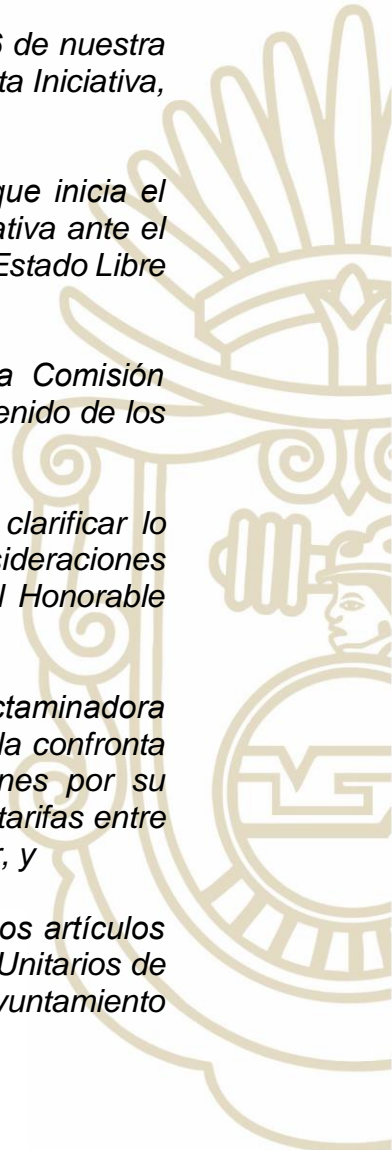 6 de nuestra
ta Iniciativa,
que inicia el
ativa ante el
Estado Libre
a Comisión
enido de los
clarificar lo
sideraciones
l Honorable
ctaminadora
la confronta
nes por su
tarifas entre
r, y
os artículos
Unitarios de
yuntamiento